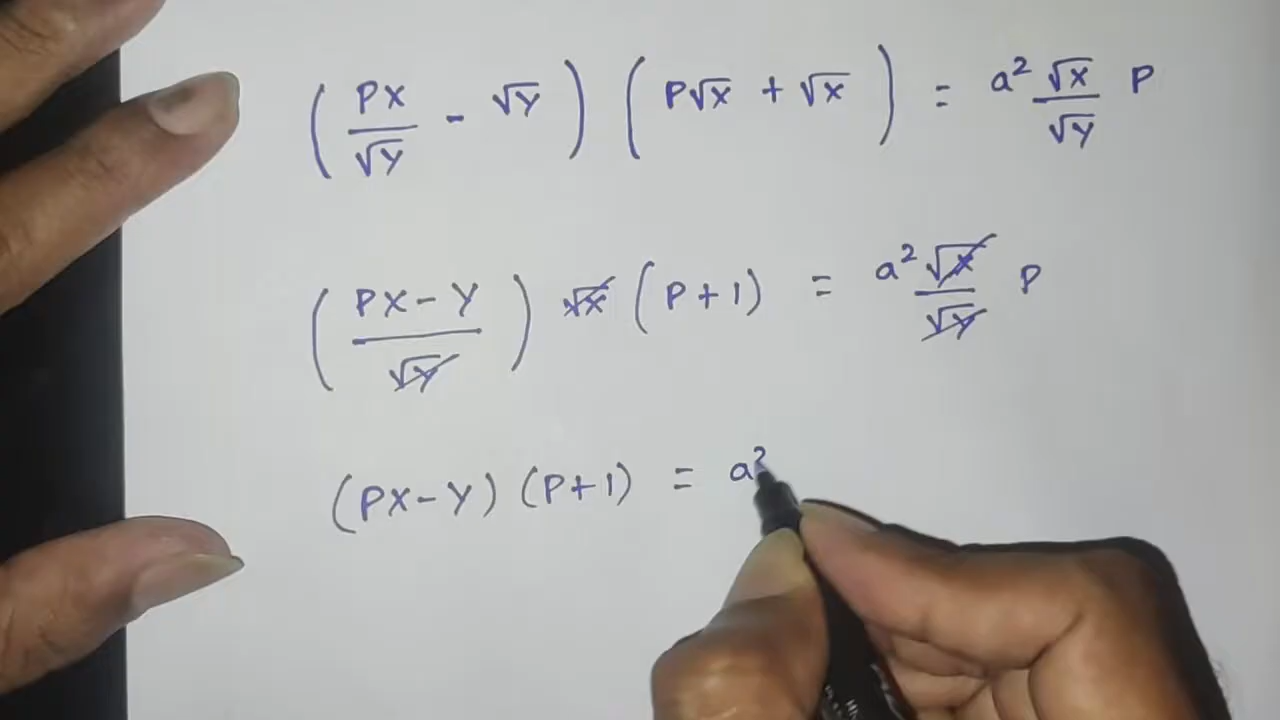 (PX/√Y - √Y) (P√X + √X) = a² √X/√Y P
(PX-Y/√Y) √X (P+1) = a² √X/√Y P
(PX-Y) (P+1) = a²